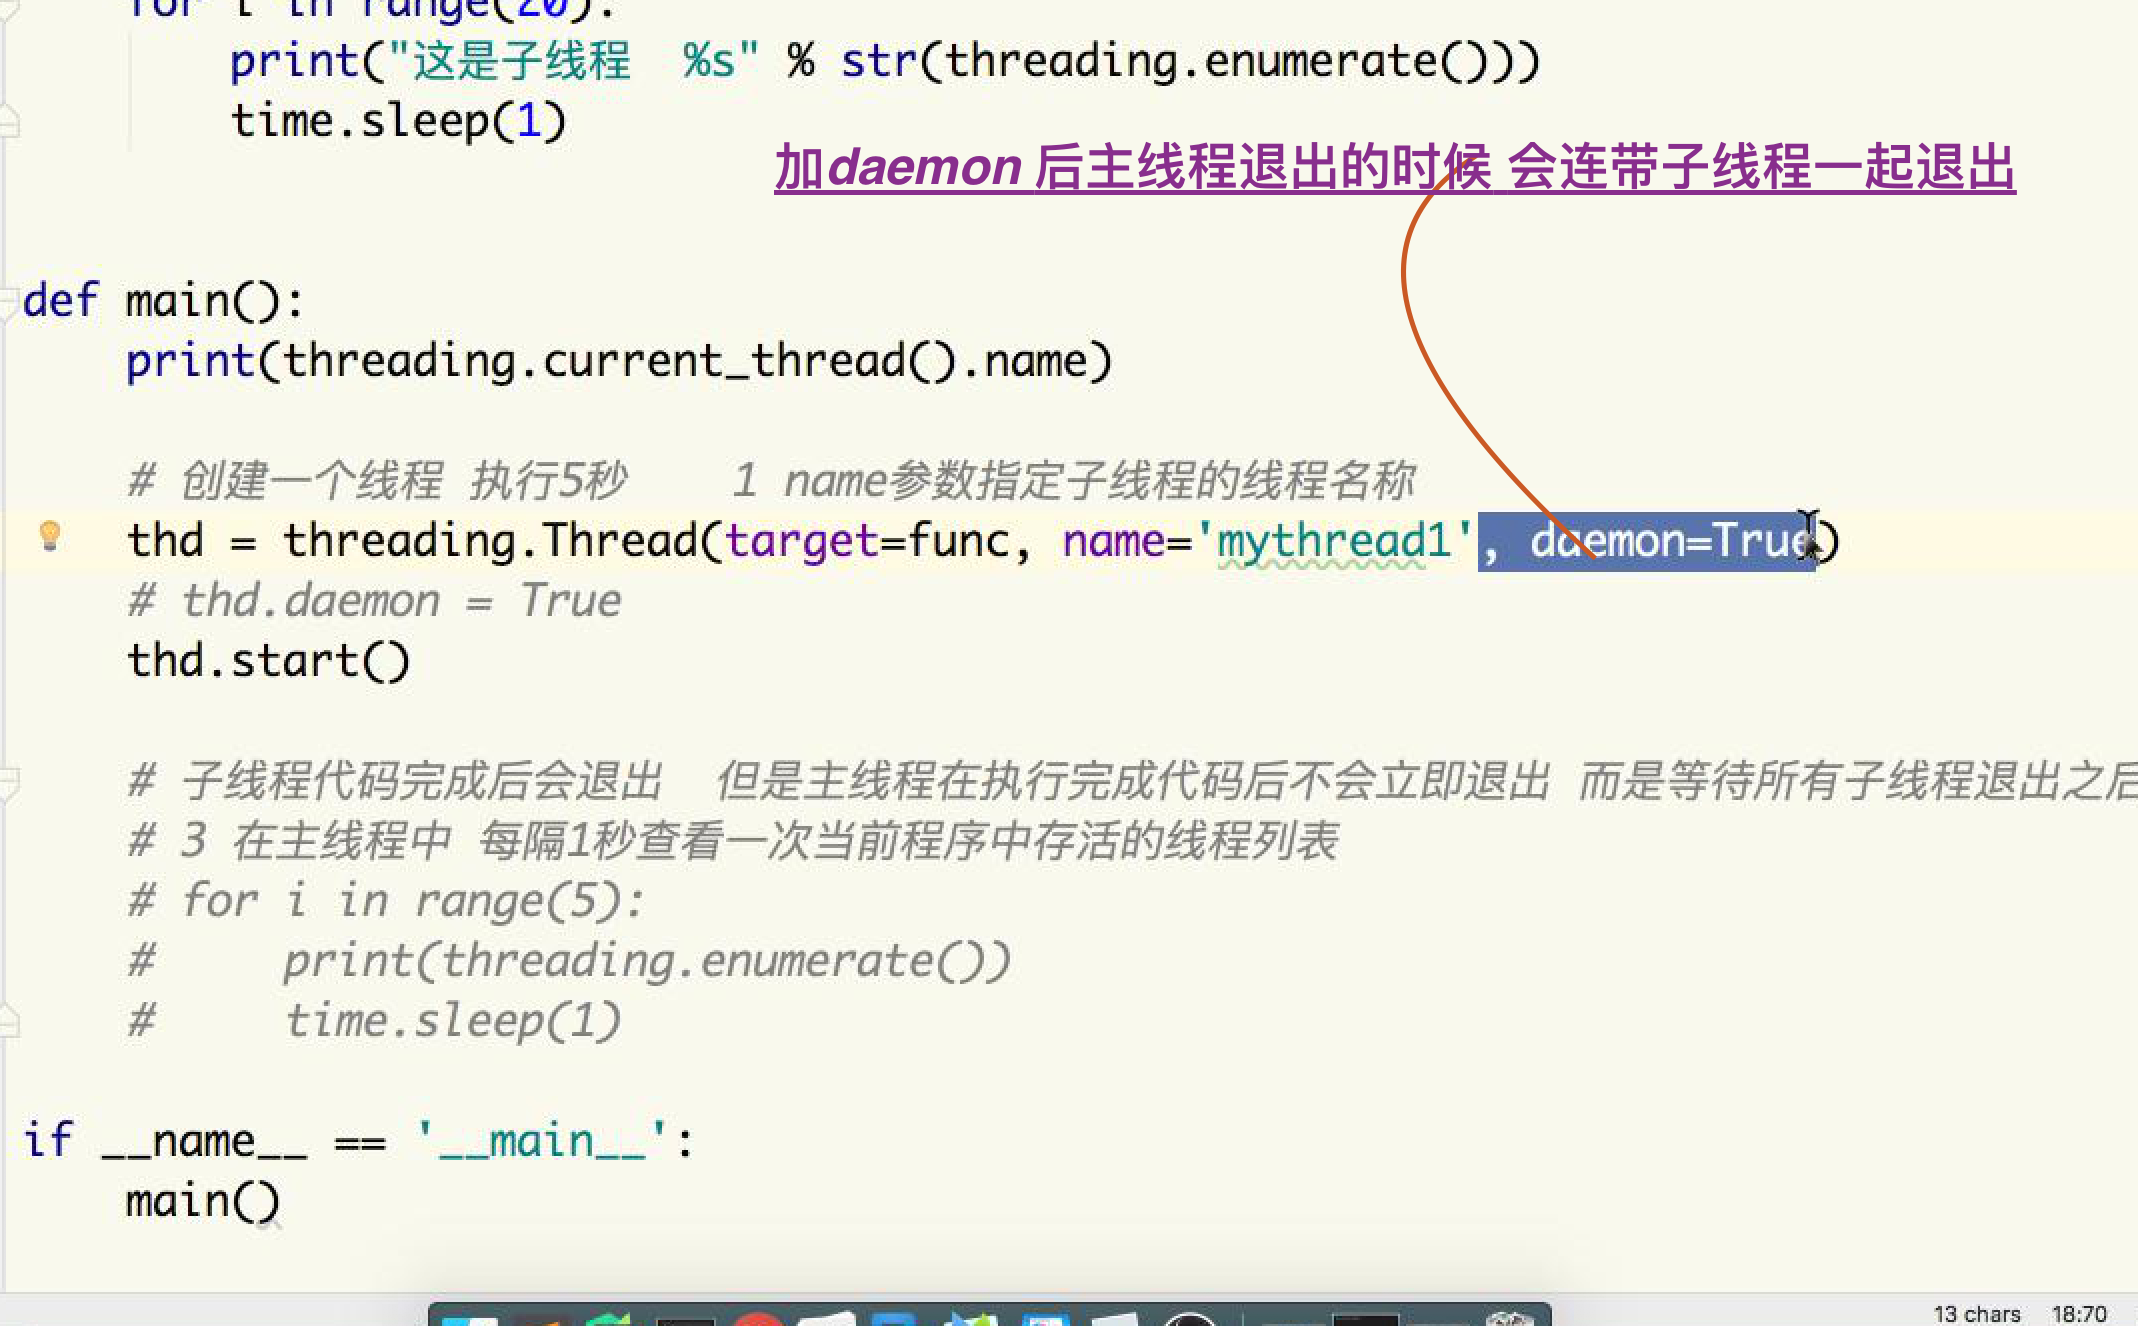 for i in range(20):
print("这是子线程  %s" % str(threading.enumerate()))
time.sleep(1)
加daemon 后主线程退出的时候 会连带子线程一起退出
def main():
print(threading.current_thread().name)
# 创建一个线程 执行5秒    1 name参数指定子线程的线程名称
thd = threading.Thread(target=func, name='mythread1', daemon=True)
# thd.daemon = True
thd.start()
# 子线程代码完成后会退出  但是主线程在执行完成代码后不会立即退出 而是等待所有子线程退出之后
# 3 在主线程中 每隔1秒查看一次当前程序中存活的线程列表
# for i in range(5):
#     print(threading.enumerate())
#     time.sleep(1)
if __name__ == '__main__':
main()
13 chars 18:70